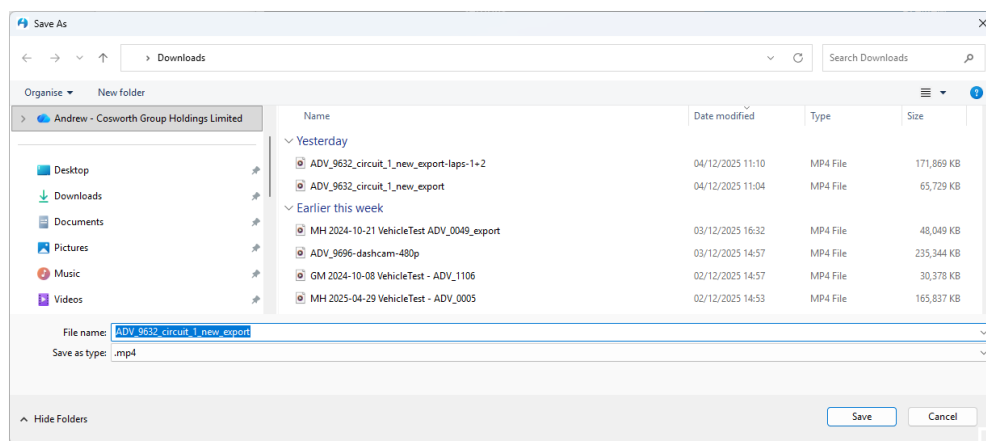 Save As
Downloads
Search Downloads
Organise
New folder
Andrew - Cosworth Group Holdings Limited
Desktop
Downloads
Documents
Pictures
Music
Videos
Name Date modified Type Size
Yesterday
ADV_9632_circuit_1_new_export-laps-1+2 04/12/2025 11:10 MP4 File 171,869 KB
ADV_9632_circuit_1_new_export 04/12/2025 11:04 MP4 File 65,729 KB
Earlier this week
MH 2024-10-21 VehicleTest ADV_0049_export 03/12/2025 16:32 MP4 File 48,049 KB
ADV_9696-dashcam-480p 03/12/2025 14:57 MP4 File 235,344 KB
GM 2024-10-08 VehicleTest - ADV_1106 02/12/2025 14:57 MP4 File 30,378 KB
MH 2025-04-29 VehicleTest - ADV_0005 02/12/2025 14:53 MP4 File 165,837 KB
File name: ADV_9632_circuit_1_new_export
Save as type: .mp4
Hide Folders
Save
Cancel